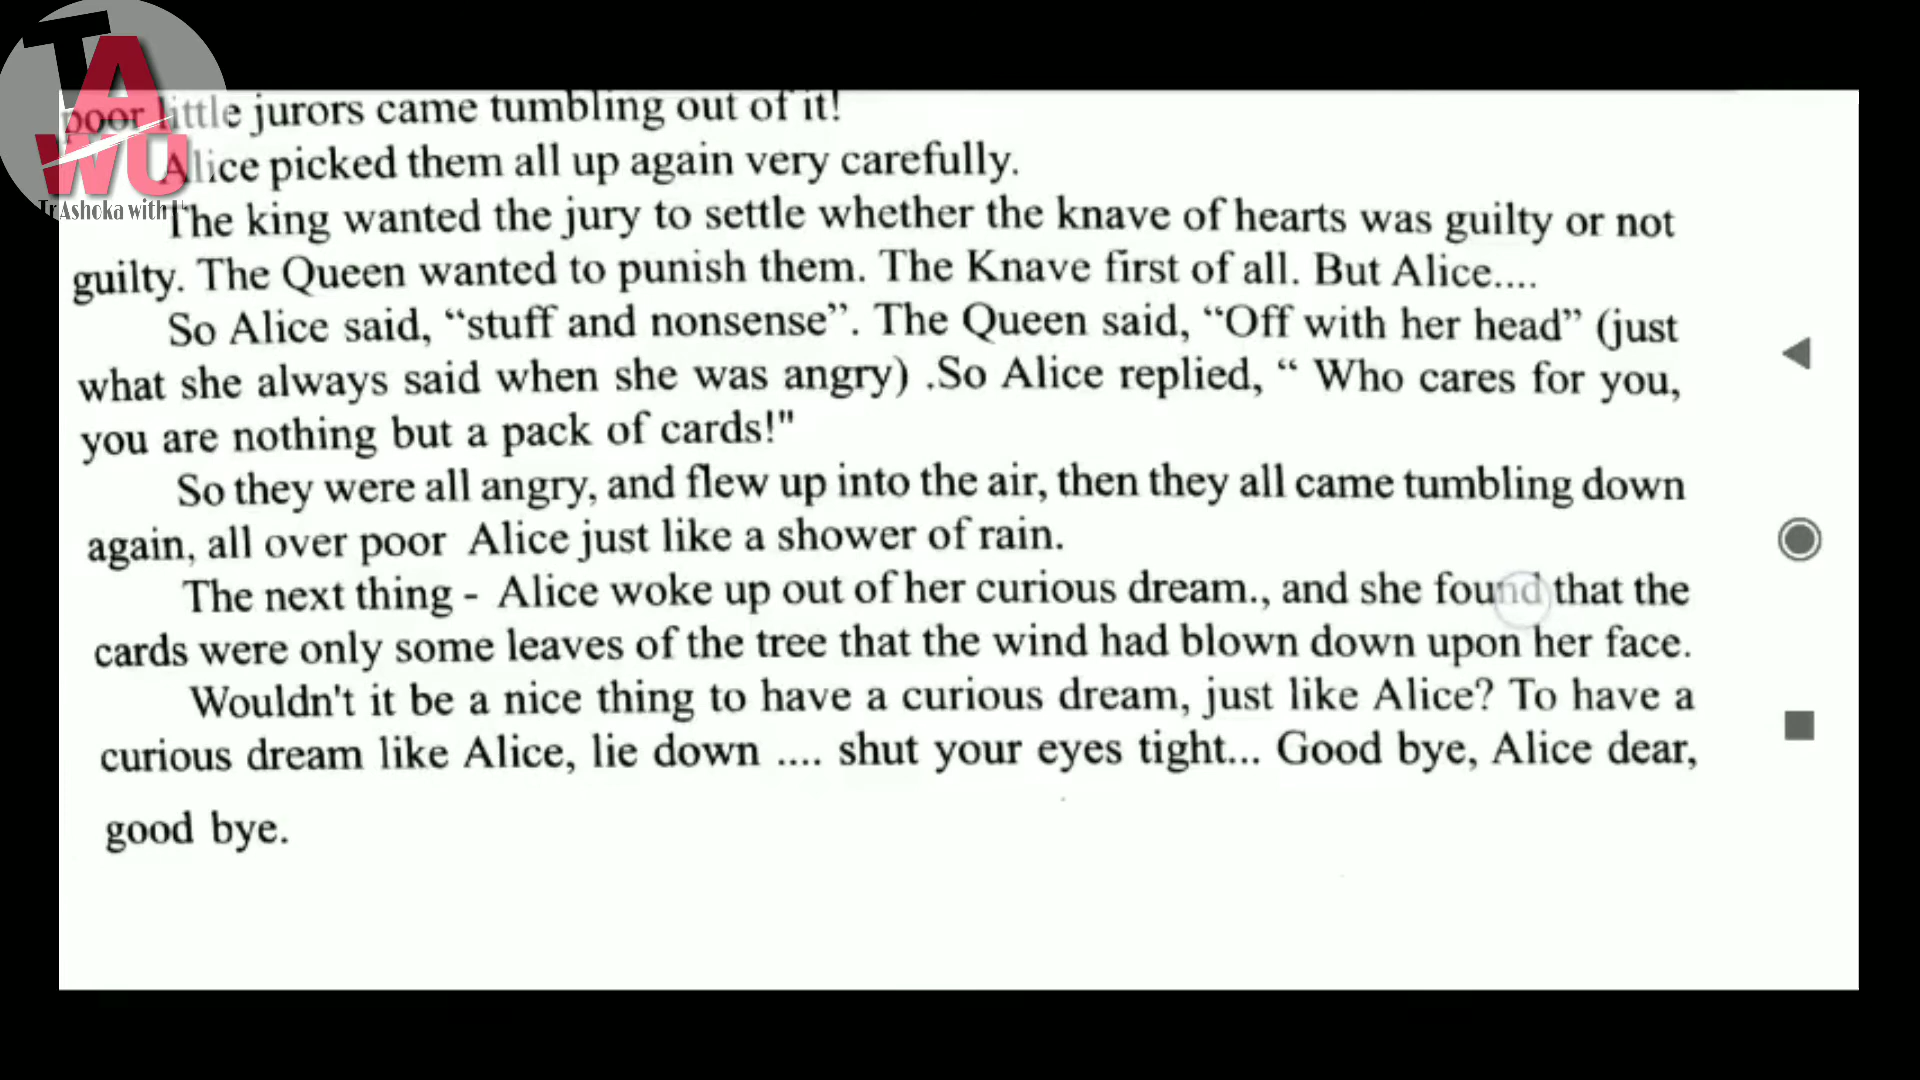 TA
WU
Tr Ashoka with U
poor little jurors came tumbling out of it!
Alice picked them all up again very carefully.
The king wanted the jury to settle whether the knave of hearts was guilty or not
guilty. The Queen wanted to punish them. The Knave first of all. But Alice....
So Alice said, “stuff and nonsense”. The Queen said, “Off with her head” (just
what she always said when she was angry) .So Alice replied, “ Who cares for you,
you are nothing but a pack of cards!"
So they were all angry, and flew up into the air, then they all came tumbling down
again, all over poor Alice just like a shower of rain.
The next thing - Alice woke up out of her curious dream., and she found that the
cards were only some leaves of the tree that the wind had blown down upon her face.
Wouldn't it be a nice thing to have a curious dream, just like Alice? To have a
curious dream like Alice, lie down .... shut your eyes tight... Good bye, Alice dear,
good bye.